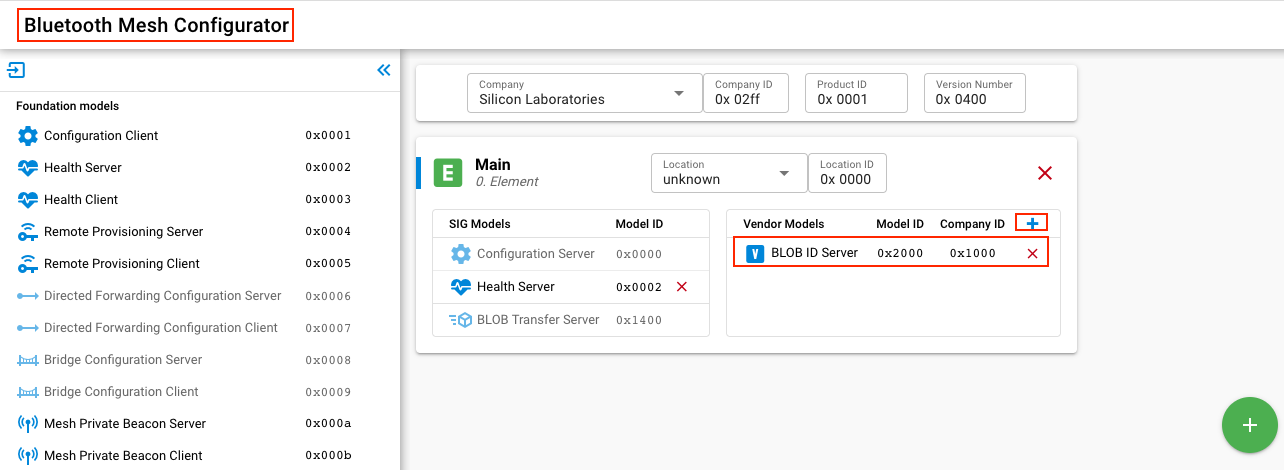 Bluetooth Mesh Configurator
Foundation models
Configuration Client 0x0001
Health Server 0x0002
Health Client 0x0003
Remote Provisioning Server 0x0004
Remote Provisioning Client 0x0005
Directed Forwarding Configuration Server 0x0006
Directed Forwarding Configuration Client 0x0007
Bridge Configuration Server 0x0008
Bridge Configuration Client 0x0009
Mesh Private Beacon Server 0x000a
Mesh Private Beacon Client 0x000b
Company Company ID Product ID Version Number
Silicon Laboratories 0x 02ff 0x 0001 0x 0400
E
Main
0. Element
Location Location ID
unknown 0x 0000
SIG Models Model ID
Configuration Server 0x0000
Health Server 0x0002
BLOB Transfer Server 0x1400
Vendor Models Model ID Company ID
V BLOB ID Server 0x2000 0x1000